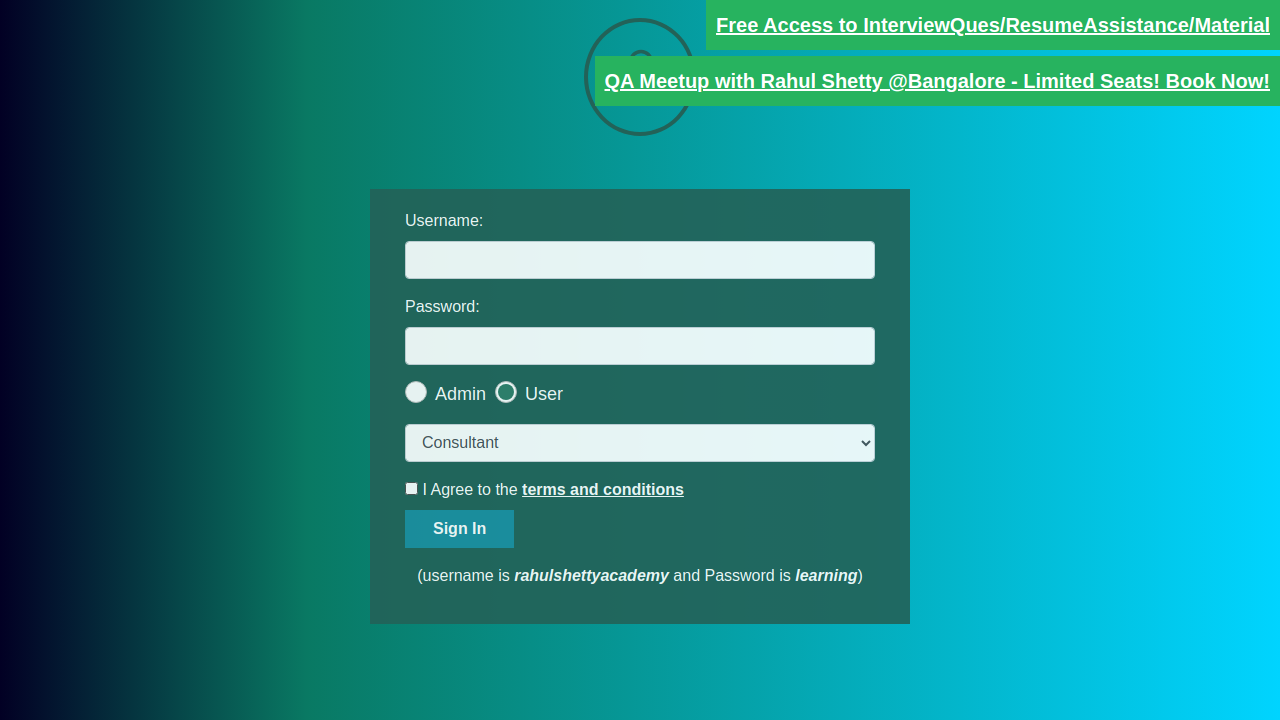 Free Access to InterviewQues/ResumeAssistance/Material
QA Meetup with Rahul Shetty @Bangalore - Limited Seats! Book Now!
Username:
Password:
Admin User
Consultant
I Agree to the terms and conditions
Sign In
(username is rahulshettyacademy and Password is learning)